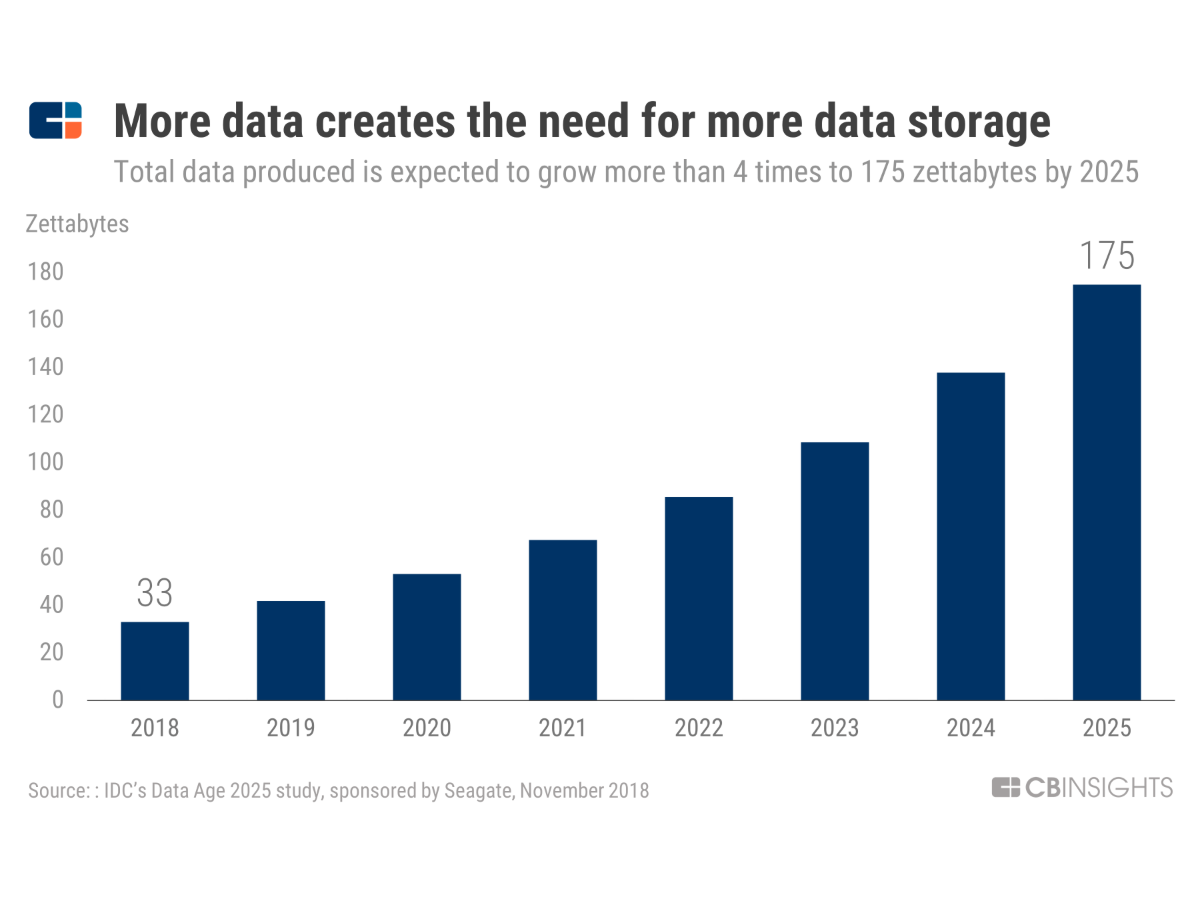 More data creates the need for more data storage
Total data produced is expected to grow more than 4 times to 175 zettabytes by 2025
Zettabytes
180
160
140
120
100
80
60
40
20
0
33
175
2018 2019 2020 2021 2022 2023 2024 2025
Source: : IDC’s Data Age 2025 study, sponsored by Seagate, November 2018
CBINSIGHTS